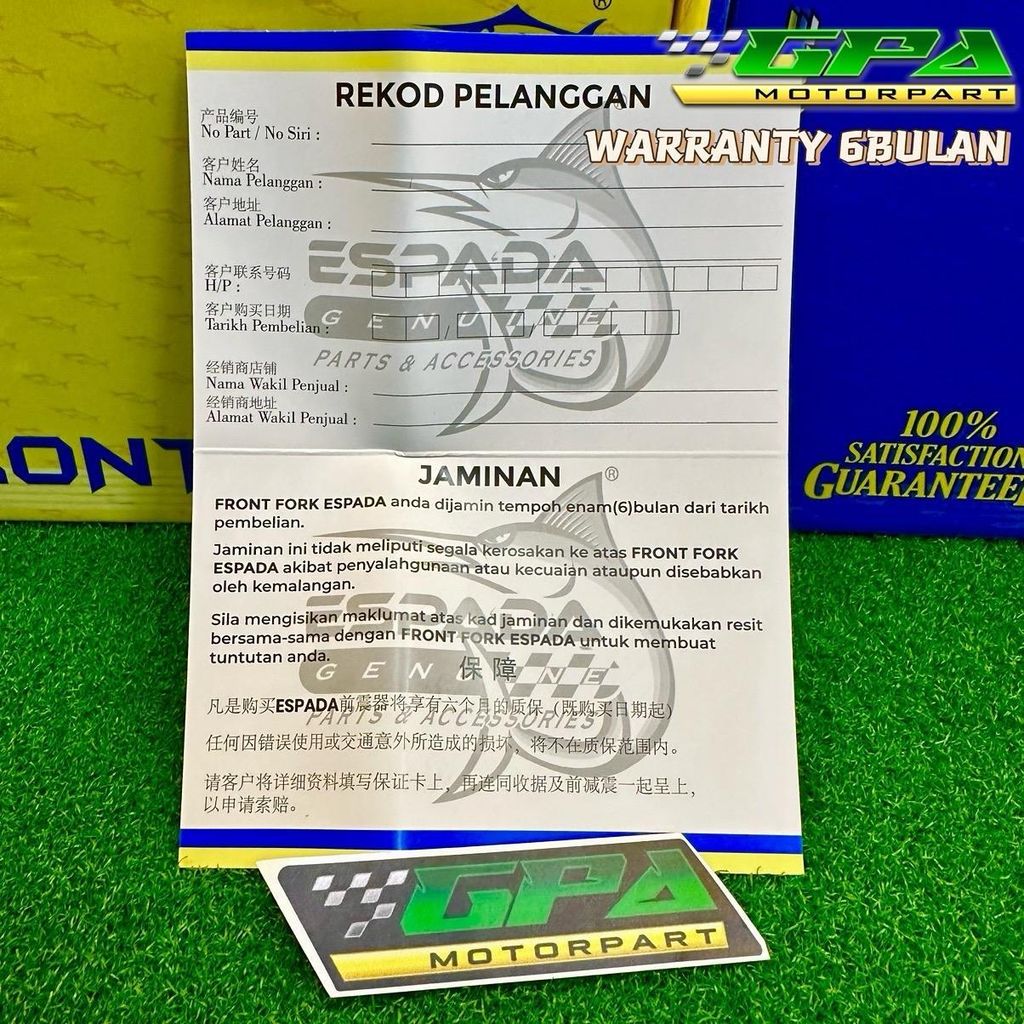 ®
GPA
MOTORPART
WARRANTY 6BULAN
REKOD PELANGGAN
产品编号
No Part / No Siri :
客户姓名
Nama Pelanggan :
客户地址
Alamat Pelanggan :
客户联系号码
H/P :
客户购买日期
Tarikh Pembelian : / /
经销商店铺
Nama Wakil Penjual :
经销商地址
Alamat Wakil Penjual :
ESPADA
GENUINE
PARTS & ACCESSORIES
100%
SATISFACTION
GUARANTEE
JAMINAN ®
FRONT FORK ESPADA anda dijamin tempoh enam(6)bulan dari tarikh
pembelian.
Jaminan ini tidak meliputi segala kerosakan ke atas FRONT FORK
ESPADA akibat penyalahgunaan atau kecuaian ataupun disebabkan
oleh kemalangan.
Sila mengisikan maklumat atas kad jaminan dan dikemukakan resit
bersama-sama dengan FRONT FORK ESPADA untuk membuat
tuntutan anda.
保障
凡是购买ESPADA前震器将享有六个月的质保（既购买日期起）
任何因错误使用或交通意外所造成的损坏，将不在质保范围内。
请客户将详细资料填写保证卡上，再连同收据及前减震一起呈上，
以申请索赔。
ESPADA
GENUINE
PARTS & ACCESSORIES
GPA
MOTORPART